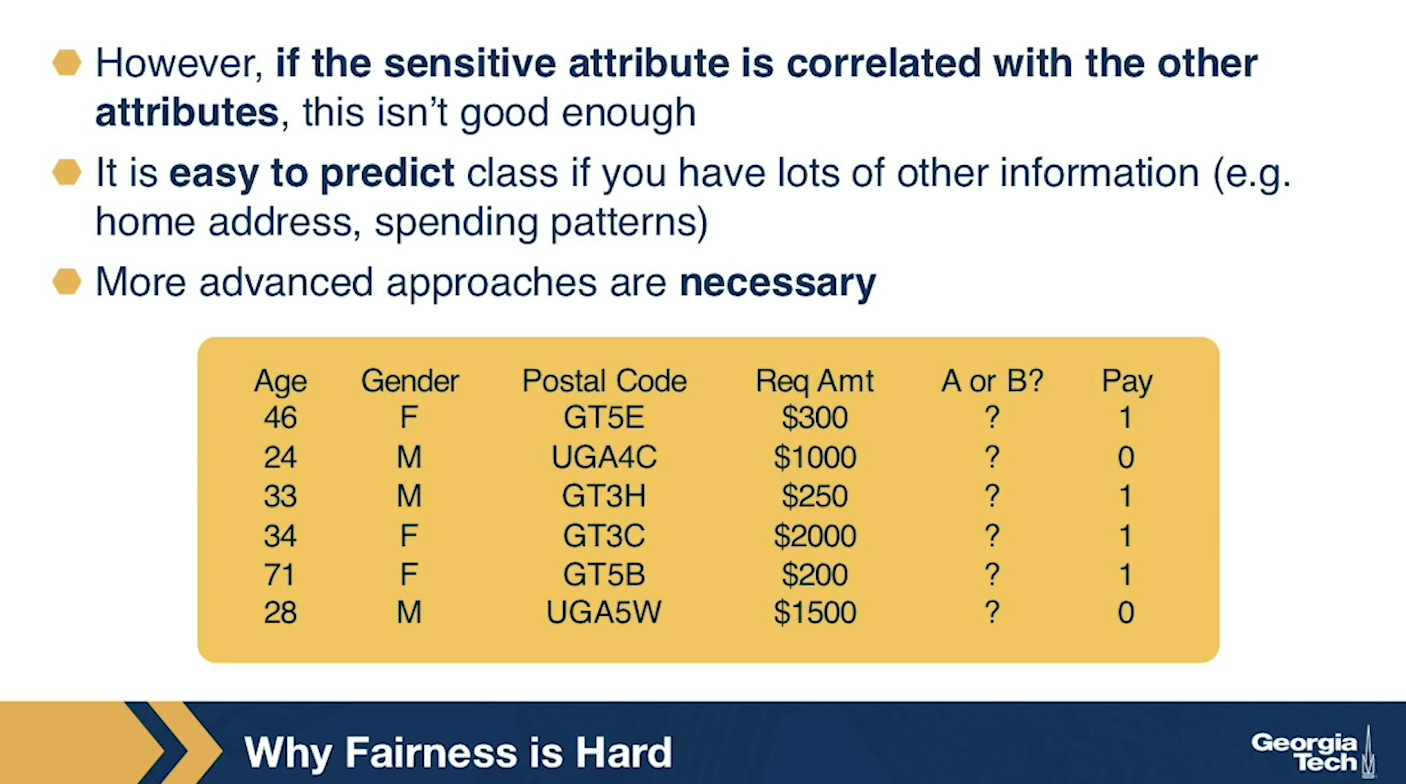 However, if the sensitive attribute is correlated with the other
attributes, this isn’t good enough
It is easy to predict class if you have lots of other information (e.g.
home address, spending patterns)
More advanced approaches are necessary
Age Gender Postal Code Req Amt A or B? Pay
46 F GT5E $300 ? 1
24 M UGA4C $1000 ? 0
33 M GT3H $250 ? 1
34 F GT3C $2000 ? 1
71 F GT5B $200 ? 1
28 M UGA5W $1500 ? 0
Why Fairness is Hard
Georgia
Tech